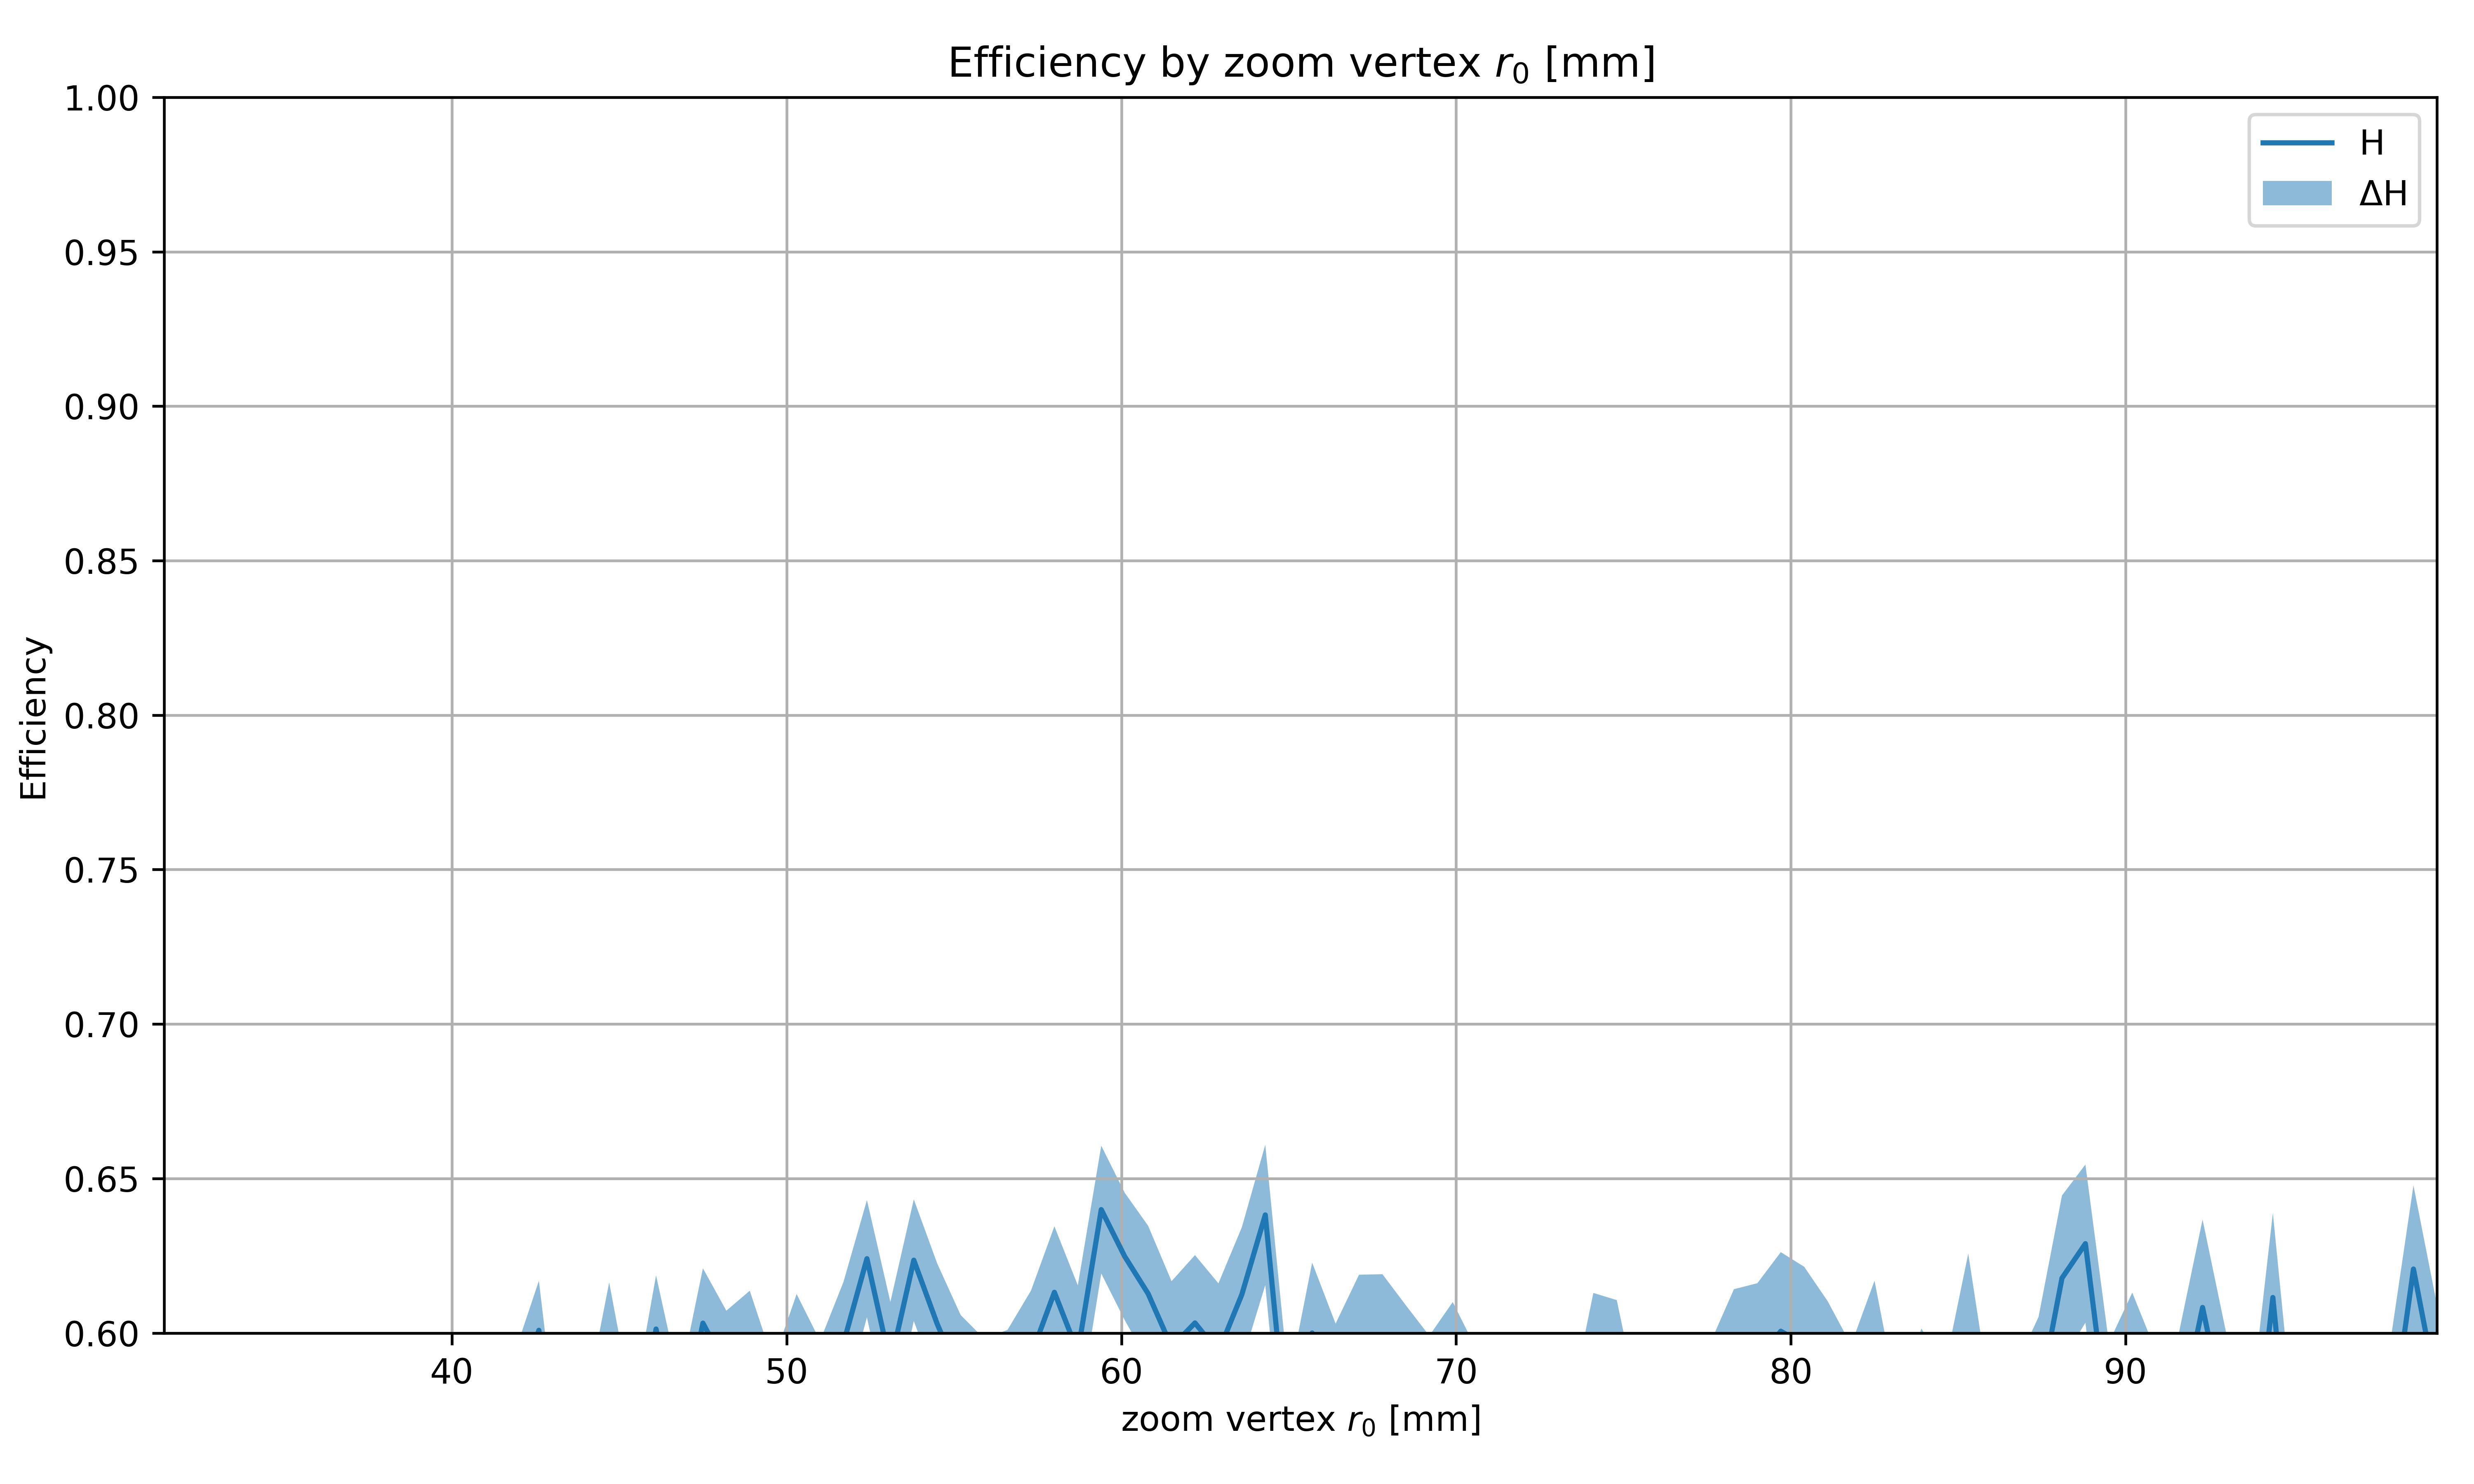 Efficiency by zoom vertex r₀ [mm]
H
ΔH
1.00
0.95
0.90
0.85
0.80
0.75
0.70
0.65
0.60
Efficiency
40 50 60 70 80 90
zoom vertex r₀ [mm]